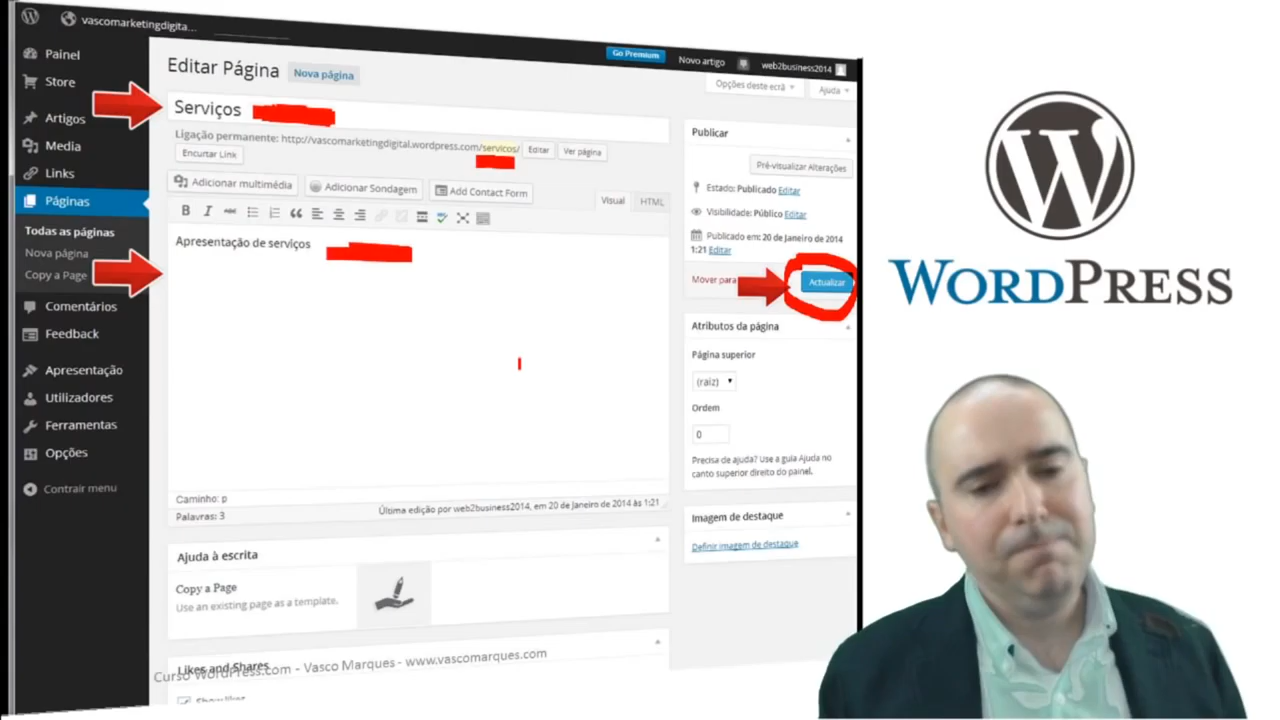 vascomarketingdigita...
Go Premium
Novo artigo
web2business2014
Painel
Store
Artigos
Media
Links
Páginas
Todas as páginas
Nova página
Copy a Page
Comentários
Feedback
Apresentação
Utilizadores
Ferramentas
Opções
Contrair menu
Editar Página
Nova página
Opções deste ecrã
Ajuda
Serviços
Ligação permanente: http://vascomarketingdigital.wordpress.com/servicos/
Editar
Ver página
Encurtar Link
Adicionar multimédia
Adicionar Sondagem
Add Contact Form
Visual
HTML
B I ABC
Apresentação de serviços
Caminho: p
Palavras: 3
Última edição por web2business2014, em 20 de Janeiro de 2014 às 1:21
Ajuda à escrita
Copy a Page
Use an existing page as a template.
Likes and Shares
Show likes
Publicar
Pré-visualizar Alterações
Estado: Publicado Editar
Visibilidade: Público Editar
Publicado em: 20 de Janeiro de 2014
1:21 Editar
Mover para
Actualizar
Atributos da página
Página superior
(raiz)
Ordem
0
Precisa de ajuda? Use a guia Ajuda no
canto superior direito do painel.
Imagem de destaque
Definir imagem de destaque
Curso WordPress.com - Vasco Marques - www.vascomarques.com
W
WORDPRESS